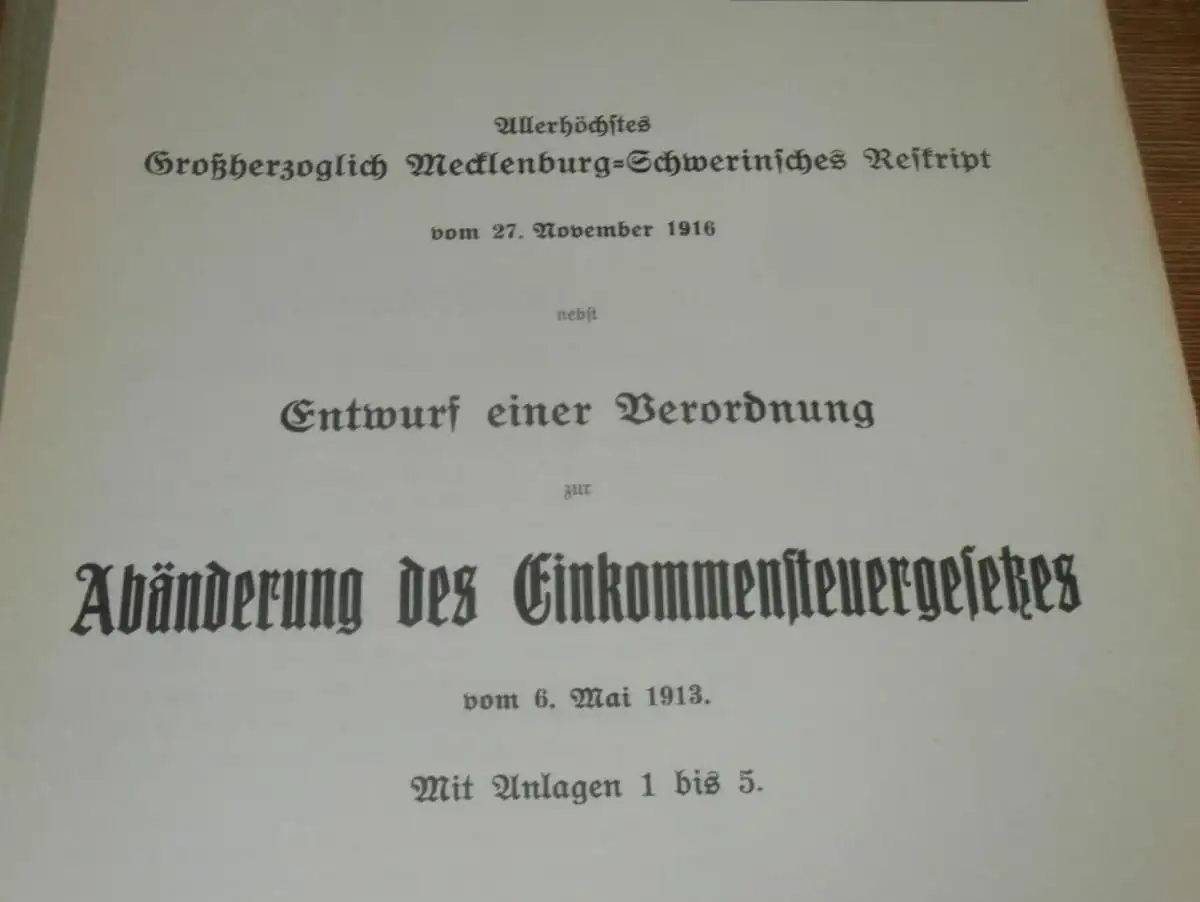 Allerhöchstes
Großherzoglich Mecklenburg=Schwerinsches Reskript
vom 27. November 1916
nebst
Entwurf einer Verordnung
zur
Abänderung des Einkommensteuergesetzes
vom 6. Mai 1913.
Mit Anlagen 1 bis 5.